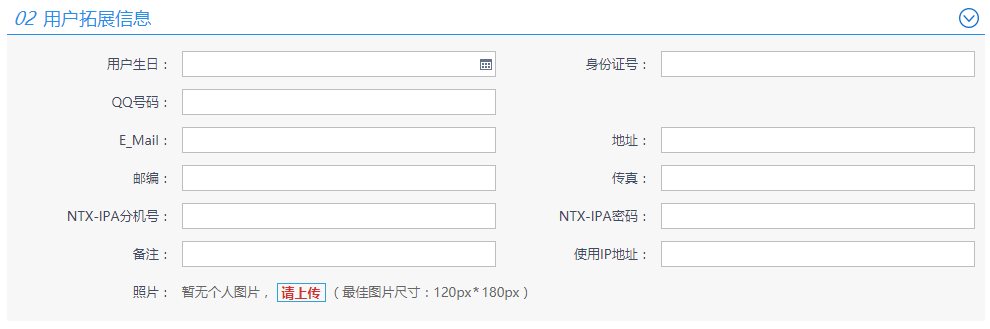 02 用户拓展信息
用户生日： 身份证号：
QQ号码：
E_Mail： 地址：
邮编： 传真：
NTX-IPA分机号： NTX-IPA密码：
备注： 使用IP地址：
照片： 暂无个人图片， 请上传 （ 最佳图片尺寸：120px*180px ）